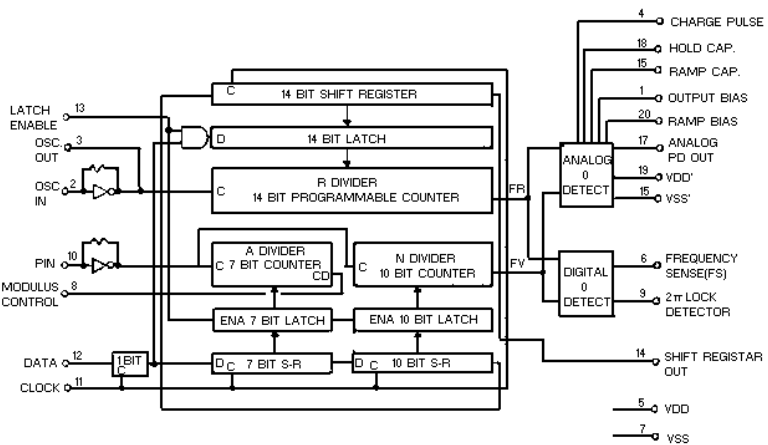 4 CHARGE PULSE
18 HOLD CAP.
15 RAMP CAP.
1 OUTPUT BIAS
20 RAMP BIAS
17 ANALOG
PD OUT
19 VDD'
15 VSS'
C
14 BIT SHIFT REGISTER
LATCH
ENABLE
13
D
14 BIT LATCH
OSC.
OUT
3
R DIVIDER
C
14 BIT PROGRAMMABLE COUNTER
OSC
IN
2
FR
ANALOG
0
DETECT
PIN
10
A DIVIDER
C 7 BIT COUNTER
CD
N DIVIDER
C
10 BIT COUNTER
FV
DIGITAL
0
DETECT
6 FREQUENCY
SENSE(FS)
9 2π LOCK
DETECTOR
MODULUS
CONTROL
8
ENA 7 BIT LATCH
ENA 10 BIT LATCH
DATA
12
1BIT
C
D C 7 BIT S-R
D C 10 BIT S-R
14 SHIFT REGISTAR
OUT
CLOCK
11
5 VDD
7 VSS